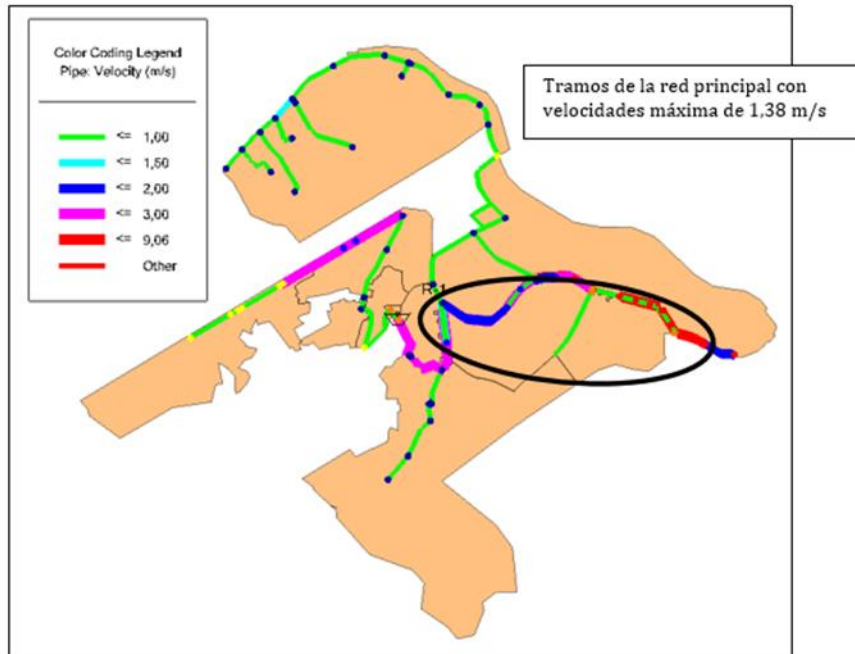 Color Coding Legend
Pipe: Velocity (m/s)
<= 1,00
<= 1,50
<= 2,00
<= 3,00
<= 9,06
Other
Tramos de la red principal con
velocidades máxima de 1,38 m/s
R-1